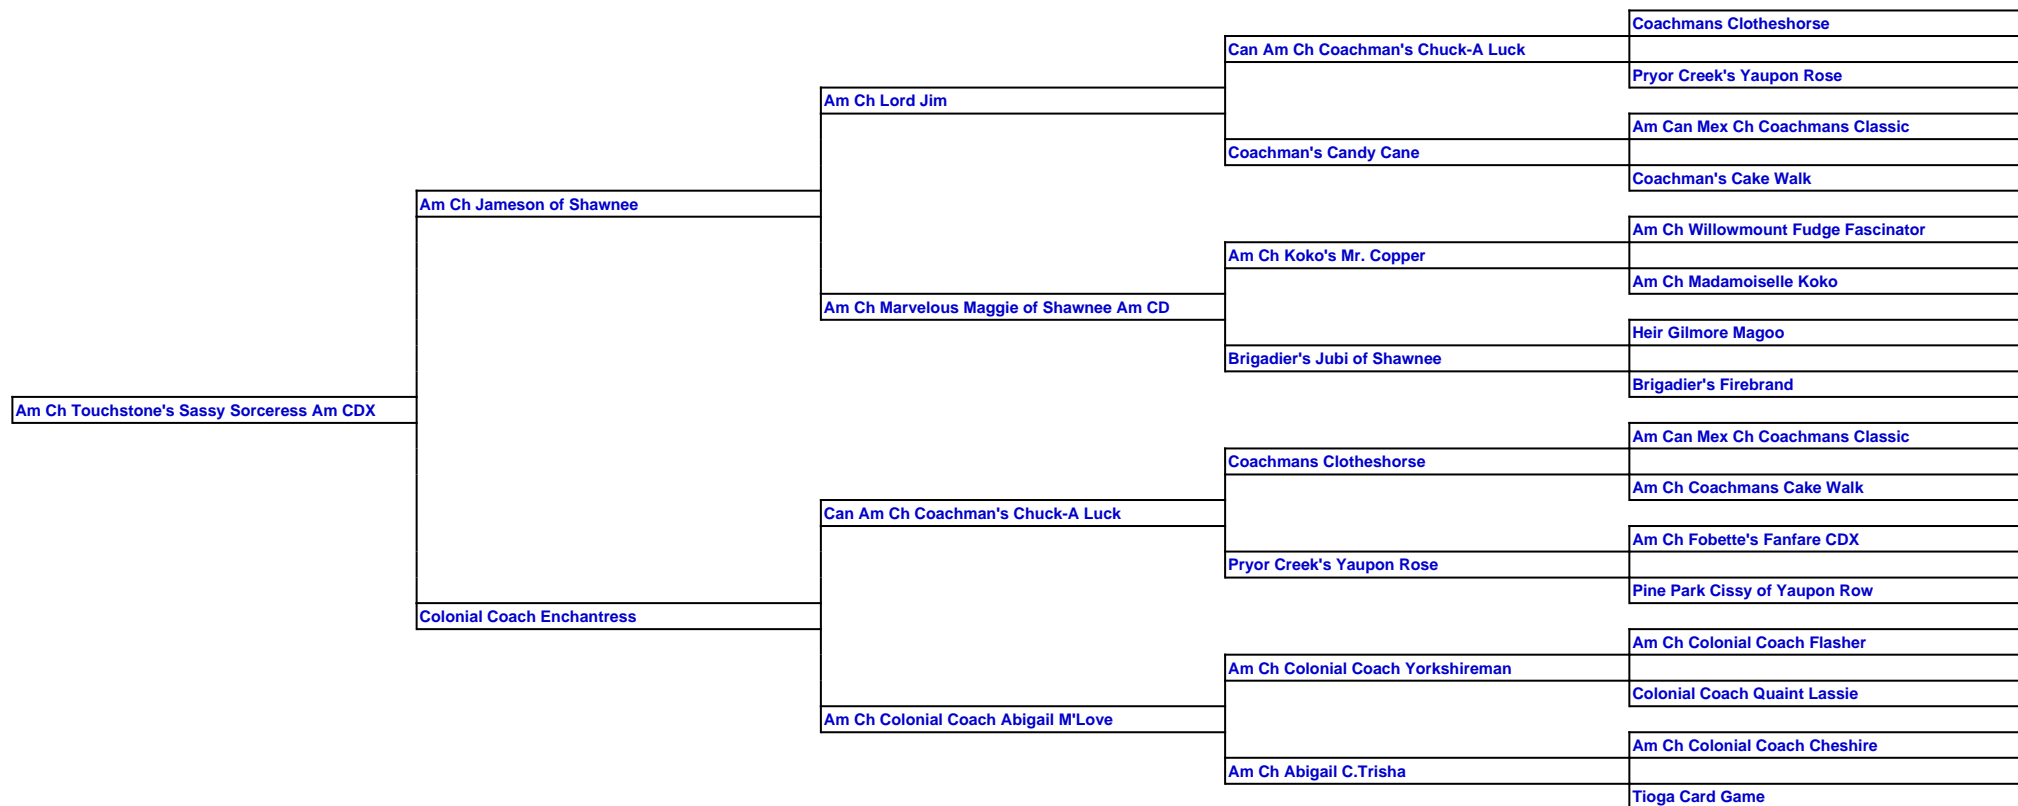 Coachmans Clotheshorse
Can Am Ch Coachman's Chuck-A Luck
Pryor Creek's Yaupon Rose
Am Ch Lord Jim
Am Can Mex Ch Coachmans Classic
Coachman's Candy Cane
Coachman's Cake Walk
Am Ch Jameson of Shawnee
Am Ch Willowmount Fudge Fascinator
Am Ch Koko's Mr. Copper
Am Ch Madamoiselle Koko
Am Ch Marvelous Maggie of Shawnee Am CD
Heir Gilmore Magoo
Brigadier's Jubi of Shawnee
Brigadier's Firebrand
Am Ch Touchstone's Sassy Sorceress Am CDX
Am Can Mex Ch Coachmans Classic
Coachmans Clotheshorse
Am Ch Coachmans Cake Walk
Can Am Ch Coachman's Chuck-A Luck
Am Ch Fobette's Fanfare CDX
Pryor Creek's Yaupon Rose
Pine Park Cissy of Yaupon Row
Colonial Coach Enchantress
Am Ch Colonial Coach Flasher
Am Ch Colonial Coach Yorkshireman
Colonial Coach Quaint Lassie
Am Ch Colonial Coach Abigail M'Love
Am Ch Colonial Coach Cheshire
Am Ch Abigail C.Trisha
Tioga Card Game